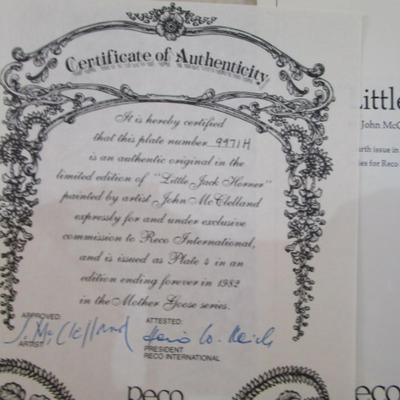 Certificate of Authenticity
It is hereby certified
that this plate number 9971H
is an authentic original in the
limited edition of "Little Jack Horner"
painted by artist John McClelland
expressly for and under exclusive
commission to Reco International,
and is issued as Plate 4 in an
edition ending forever in 1982
in the Mother Goose series.
APPROVED:
J. McClelland
ARTIST
ATTESTED:
PRESIDENT
RECO INTERNATIONAL
reco
Little
John McC
urth issue in
ies for Reco